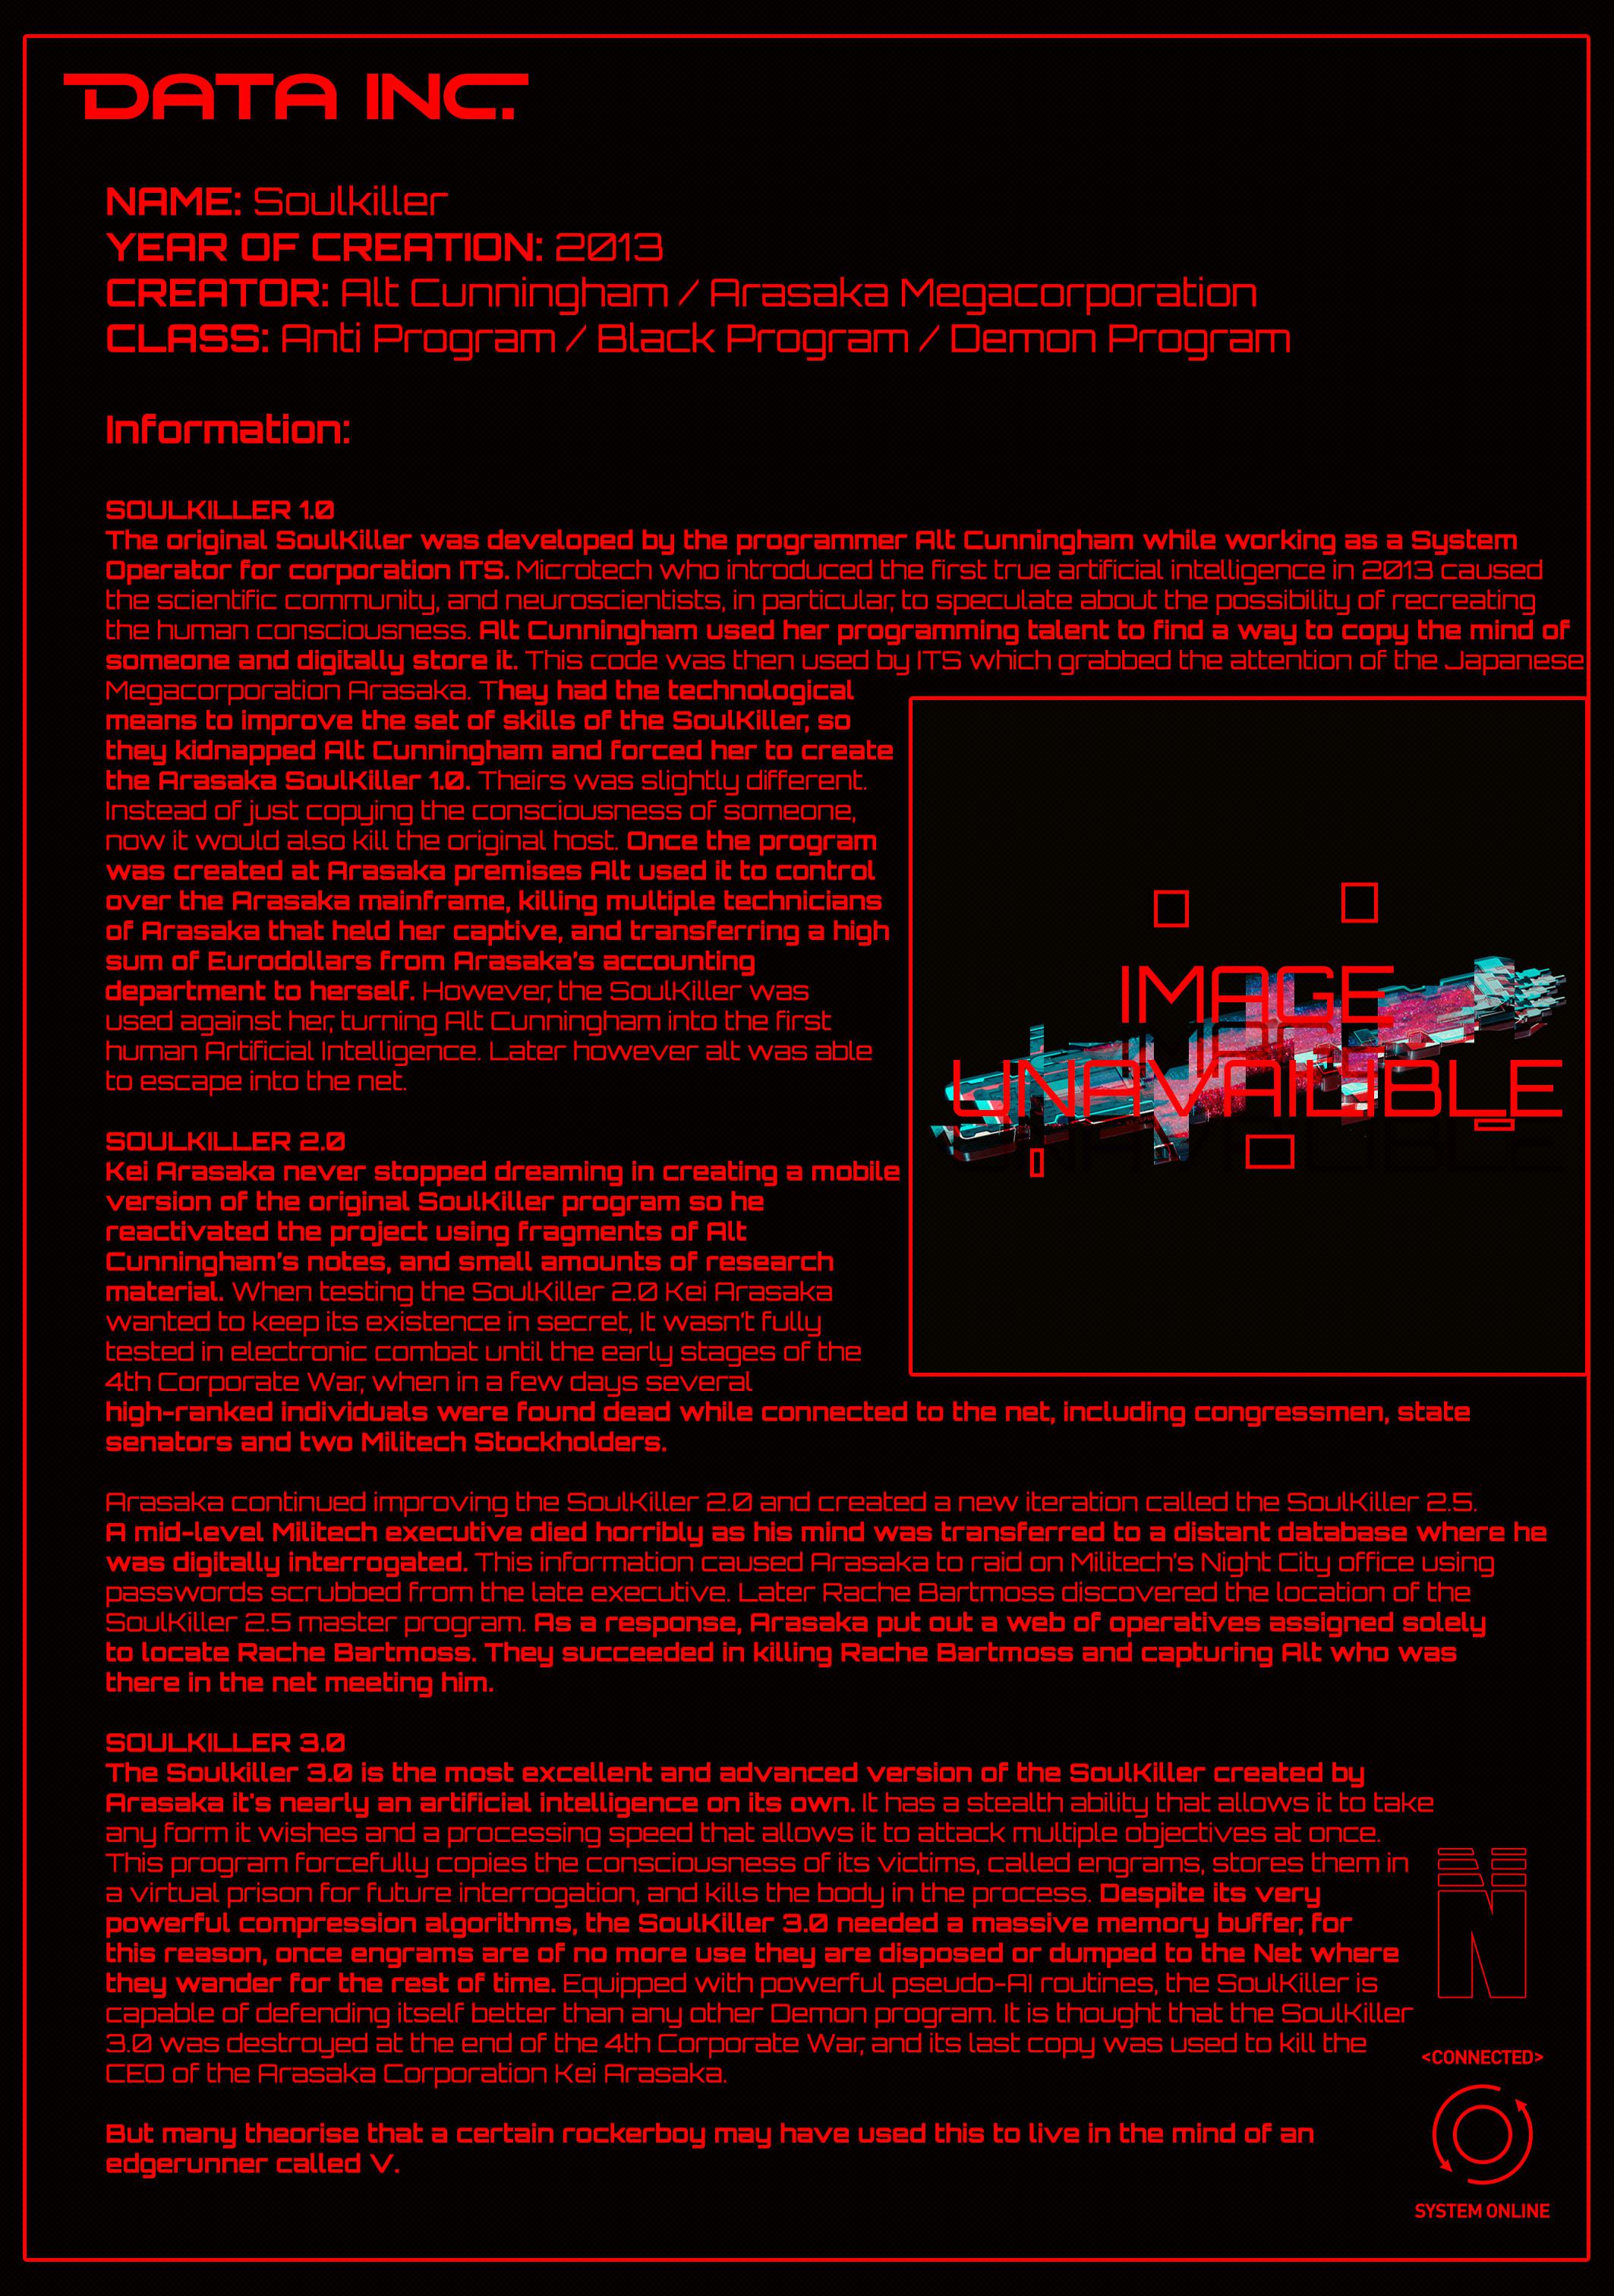 DATA INC.
NAME: Soulkiller
YEAR OF CREATION: 2013
CREATOR: Alt Cunningham / Arasaka Megacorporation
CLASS: Anti Program / Black Program / Demon Program
Information:
SOULKILLER 1.0
The original SoulKiller was developed by the programmer Alt Cunningham while working as a System
Operator for corporation ITS. Microtech who introduced the first true artificial intelligence in 2013 caused
the scientific community, and neuroscientists, in particular, to speculate about the possibility of recreating
the human consciousness. Alt Cunningham used her programming talent to find a way to copy the mind of
someone and digitally store it. This code was then used by ITS which grabbed the attention of the Japanese
Megacorporation Arasaka. They had the technological
means to improve the set of skills of the SoulKiller, so
they kidnapped Alt Cunningham and forced her to create
the Arasaka SoulKiller 1.0. Theirs was slightly different.
Instead of just copying the consciousness of someone,
now it would also kill the original host. Once the program
was created at Arasaka premises Alt used it to control
over the Arasaka mainframe, killing multiple technicians
of Arasaka that held her captive, and transferring a high
sum of Eurodollars from Arasaka's accounting
department to herself. However, the SoulKiller was
used against her, turning Alt Cunningham into the first
human Artificial Intelligence. Later however alt was able
to escape into the net.
IMAGE
UNAVAILIBLE
SOULKILLER 2.0
Kei Arasaka never stopped dreaming in creating a mobile
version of the original SoulKiller program so he
reactivated the project using fragments of Alt
Cunningham's notes, and small amounts of research
material. When testing the SoulKiller 2.0 Kei Arasaka
wanted to keep its existence in secret, It wasn't fully
tested in electronic combat until the early stages of the
4th Corporate War, when in a few days several
high-ranked individuals were found dead while connected to the net, including congressmen, state
senators and two Militech Stockholders.
Arasaka continued improving the SoulKiller 2.0 and created a new iteration called the SoulKiller 2.5.
A mid-level Militech executive died horribly as his mind was transferred to a distant database where he
was digitally interrogated. This information caused Arasaka to raid on Militech's Night City office using
passwords scrubbed from the late executive. Later Rache Bartmoss discovered the location of the
SoulKiller 2.5 master program. As a response, Arasaka put out a web of operatives assigned solely
to locate Rache Bartmoss. They succeeded in killing Rache Bartmoss and capturing Alt who was
there in the net meeting him.
SOULKILLER 3.0
The Soulkiller 3.0 is the most excellent and advanced version of the SoulKiller created by
Arasaka it's nearly an artificial intelligence on its own. It has a stealth ability that allows it to take
any form it wishes and a processing speed that allows it to attack multiple objectives at once.
This program forcefully copies the consciousness of its victims, called engrams, stores them in
a virtual prison for future interrogation, and kills the body in the process. Despite its very
powerful compression algorithms, the SoulKiller 3.0 needed a massive memory buffer, for
this reason, once engrams are of no more use they are disposed or dumped to the Net where
they wander for the rest of time. Equipped with powerful pseudo-AI routines, the SoulKiller is
capable of defending itself better than any other Demon program. It is thought that the SoulKiller
3.0 was destroyed at the end of the 4th Corporate War, and its last copy was used to kill the
CEO of the Arasaka Corporation Kei Arasaka.
But many theorise that a certain rockerboy may have used this to live in the mind of an
edgerunner called V.
N
<CONNECTED>
SYSTEM ONLINE